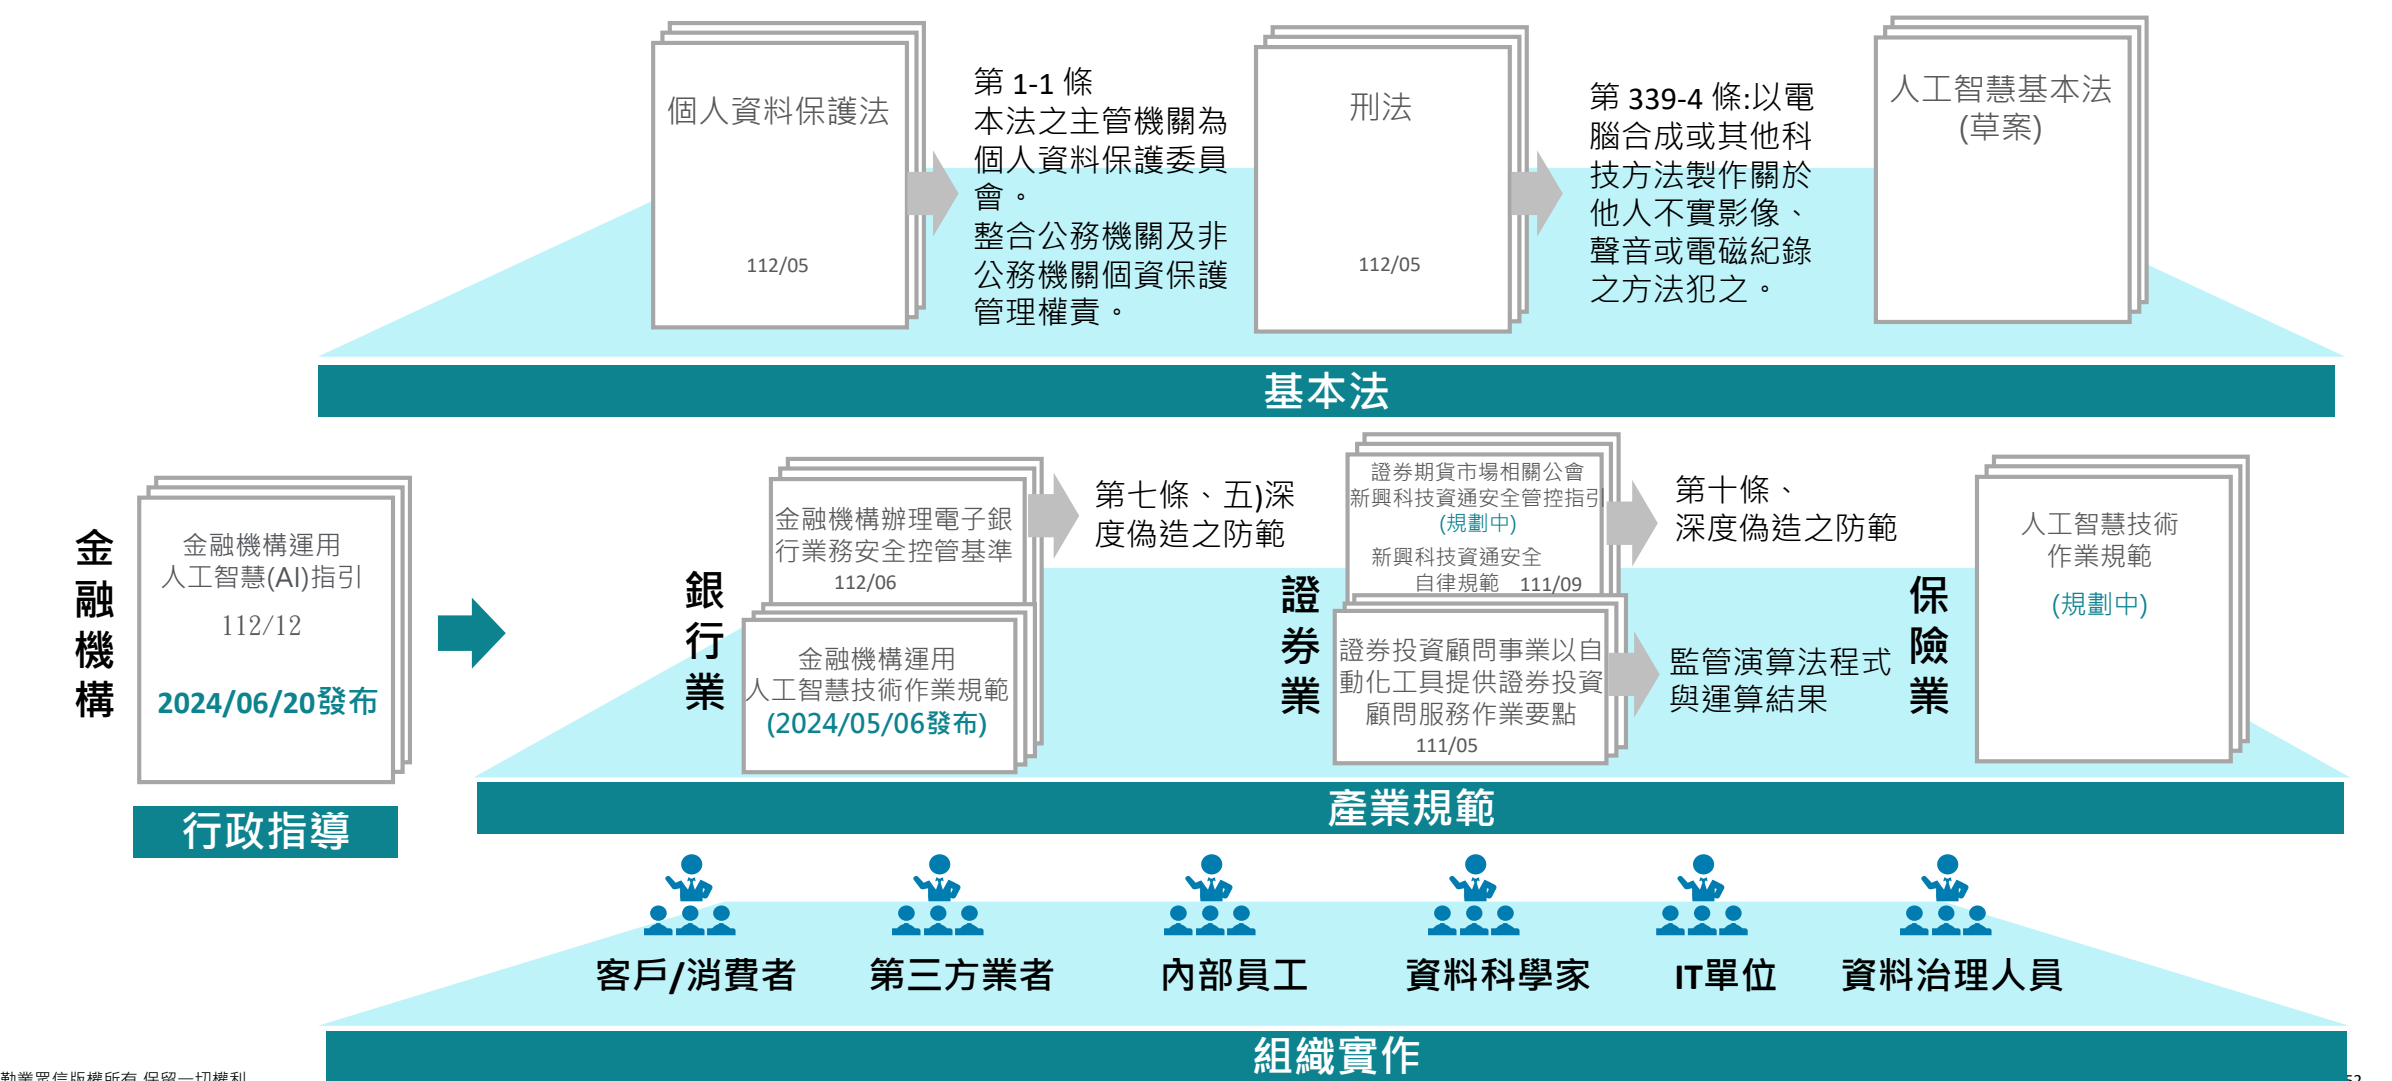 個人資料保護法
112/05
第 1-1 條
本法之主管機關為
個人資料保護委員
會。
整合公務機關及非
公務機關個資保護
管理權責。
刑法
112/05
第 339-4 條:以電
腦合成或其他科
技方法製作關於
他人不實影像、
聲音或電磁紀錄
之方法犯之。
人工智慧基本法
(草案)
基本法
金融機構
金融機構運用
人工智慧(AI)指引
112/12
2024/06/20發布
行政指導
銀行業
金融機構辦理電子銀
行業務安全控管基準
112/06
第七條、五)深
度偽造之防範
金融機構運用
人工智慧技術作業規範
(2024/05/06發布)
證券業
證券期貨市場相關公會
新興科技資通安全管控指引
(規劃中)
新興科技資通安全
自律規範 111/09
第十條、
深度偽造之防範
證券投資顧問事業以自
動化工具提供證券投資
顧問服務作業要點
111/05
監管演算法程式
與運算結果
保險業
人工智慧技術
作業規範
(規劃中)
產業規範
客戶/消費者
第三方業者
內部員工
資料科學家
IT單位
資料治理人員
組織實作
勤業眾信版權所有 保留一切權利
52